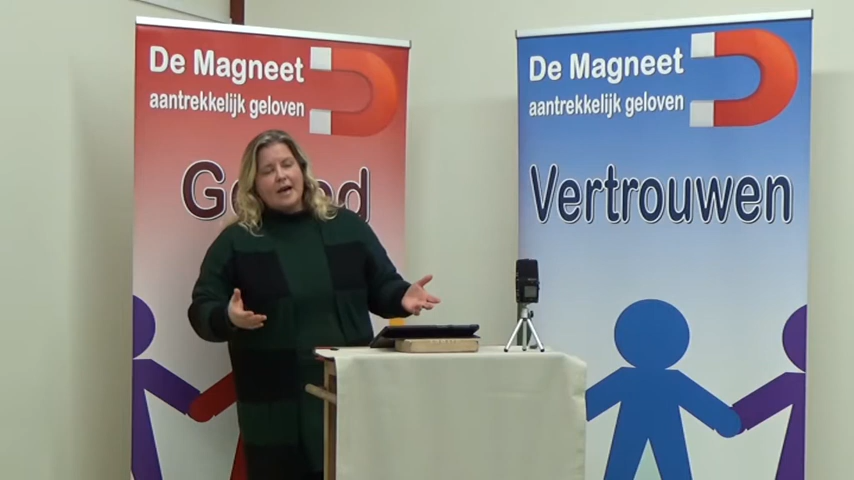 De Magneet
aantrekkelijk geloven
De Magneet
aantrekkelijk geloven
Vertrouwen